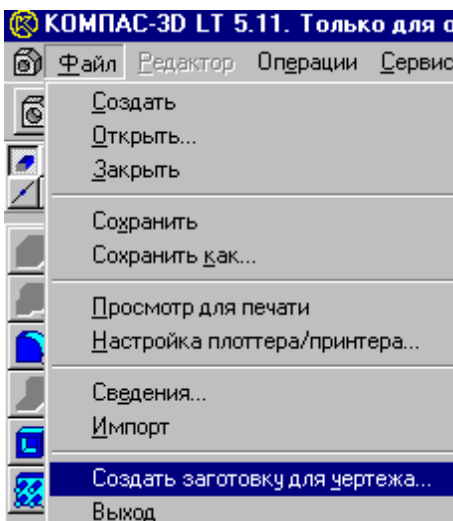 КОМПАС-3D LT 5.11. Только для о
Файл Редактор Операции Сервис
Создать
Открыть...
Закрыть
Сохранить
Сохранить как...
Просмотр для печати
Настройка плоттера/принтера...
Сведения...
Импорт
Создать заготовку для чертежа...
Выход